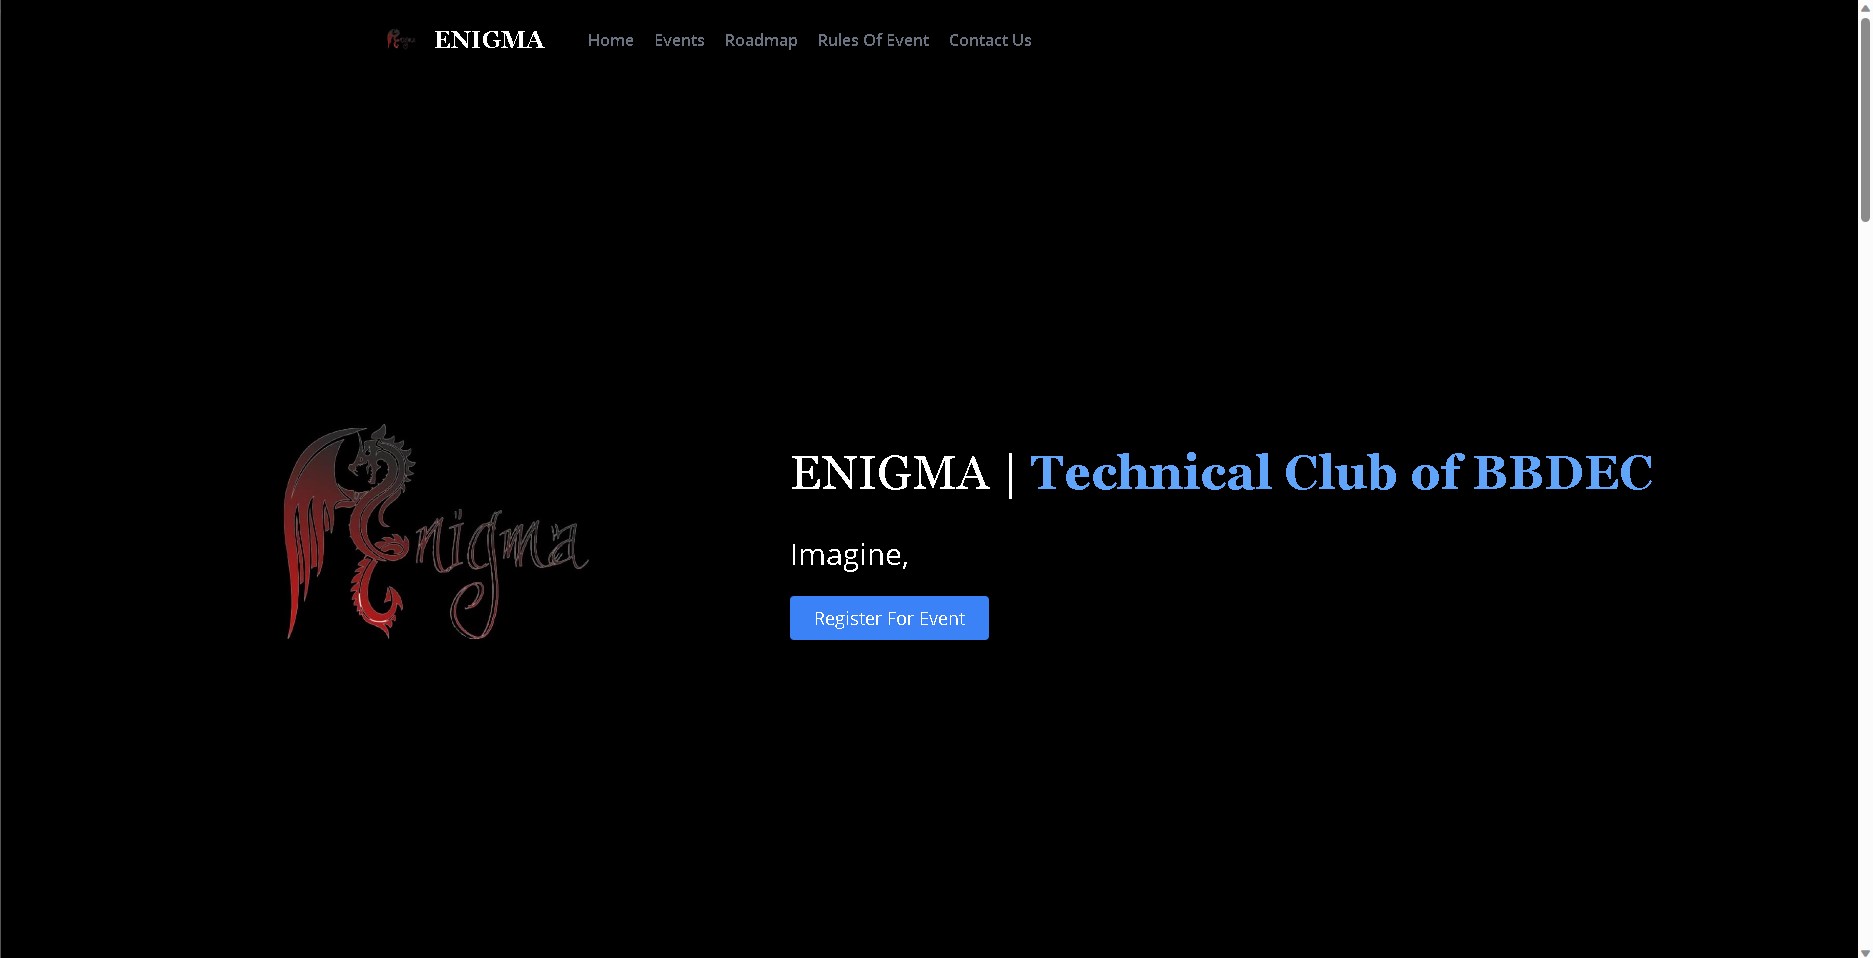 ENIGMA Home Events Roadmap Rules Of Event Contact Us
Enigma
ENIGMA | Technical Club of BBDEC
Imagine,
Register For Event